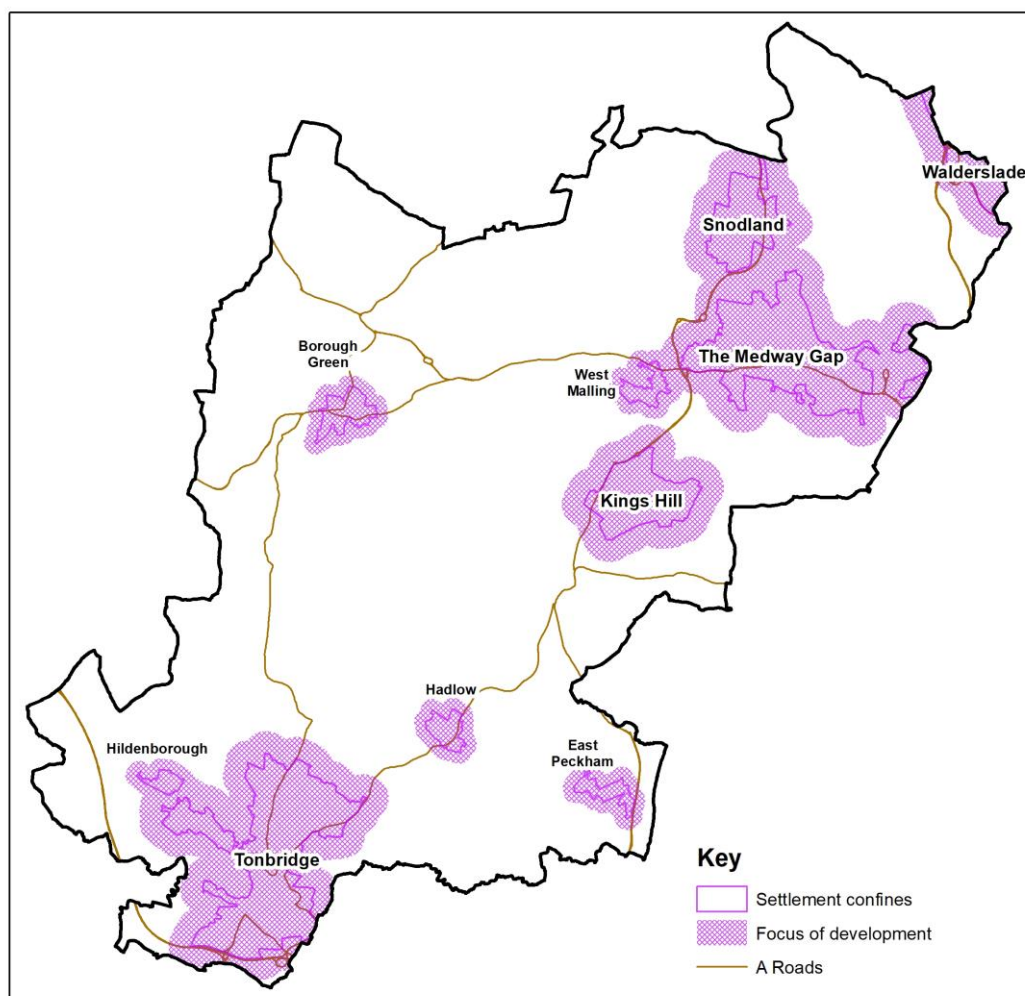 Walderslade
Snodland
Borough
Green
The Medway Gap
West
Malling
Kings Hill
Hadlow
Hildenborough
East
Peckham
Tonbridge
Key
Settlement confines
Focus of development
A Roads